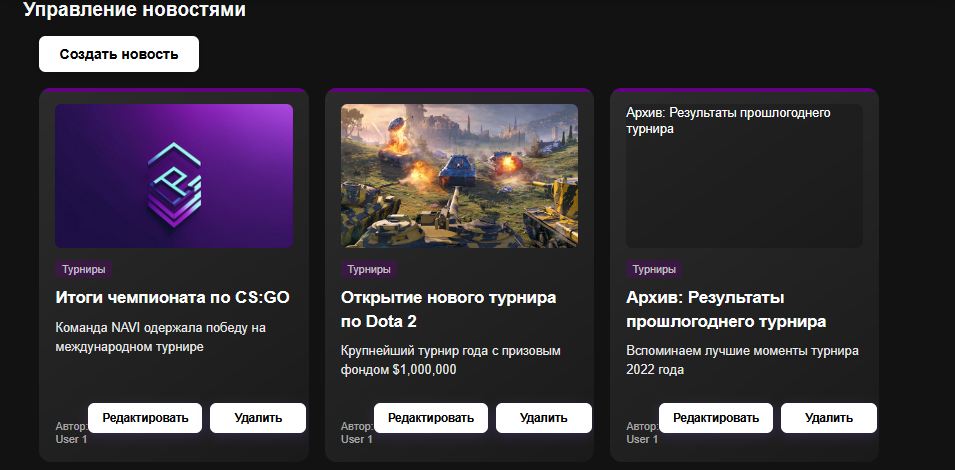 Управление новостями
Создать новость
Турниры
Итоги чемпионата по CS:GO
Команда NAVI одержала победу на
международном турнире
Автор:
User 1
Редактировать
Удалить
Турниры
Открытие нового турнира
по Dota 2
Крупнейший турнир года с призовым
фондом $1,000,000
Автор:
User 1
Редактировать
Удалить
Архив: Результаты прошлогоднего
турнира
Турниры
Архив: Результаты
прошлогоднего турнира
Вспоминаем лучшие моменты турнира
2022 года
Автор:
User 1
Редактировать
Удалить